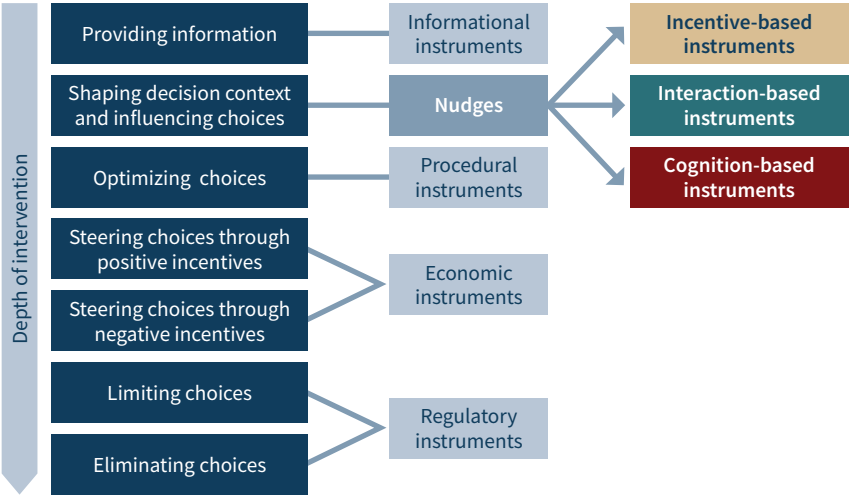 Depth of intervention
Providing information
Informational
instruments
Incentive-based
instruments
Shaping decision context
and influencing choices
Nudges
Interaction-based
instruments
Optimizing choices
Procedural
instruments
Cognition-based
instruments
Steering choices through
positive incentives
Steering choices through
negative incentives
Economic
instruments
Limiting choices
Eliminating choices
Regulatory
instruments